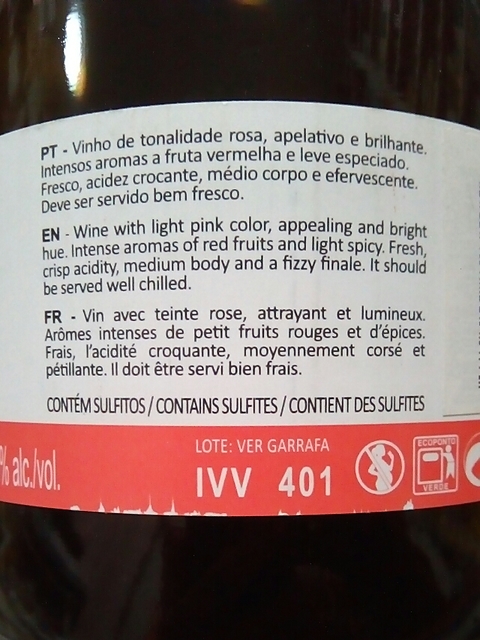 PT - Vinho de tonalidade rosa, apelativo e brilhante.
Intensos aromas a fruta vermelha e leve especiado.
Fresco, acidez crocante, médio corpo e efervescente.
Deve ser servido bem fresco.
EN - Wine with light pink color, appealing and bright
hue. Intense aromas of red fruits and light spicy. Fresh,
crisp acidity, medium body and a fizzy finale. It should
be served well chilled.
FR - Vin avec teinte rose, attrayant et lumineux.
Arômes intenses de petit fruits rouges et d'épices.
Frais, l'acidité croquante, moyennement corsé et
pétillante. Il doit être servi bien frais.
CONTÉM SULFITOS / CONTAINS SULFITES / CONTIENT DES SULFITES
% alc./vol.
LOTE: VER GARRAFA
IVV 401
ECOPONTO
VERDE